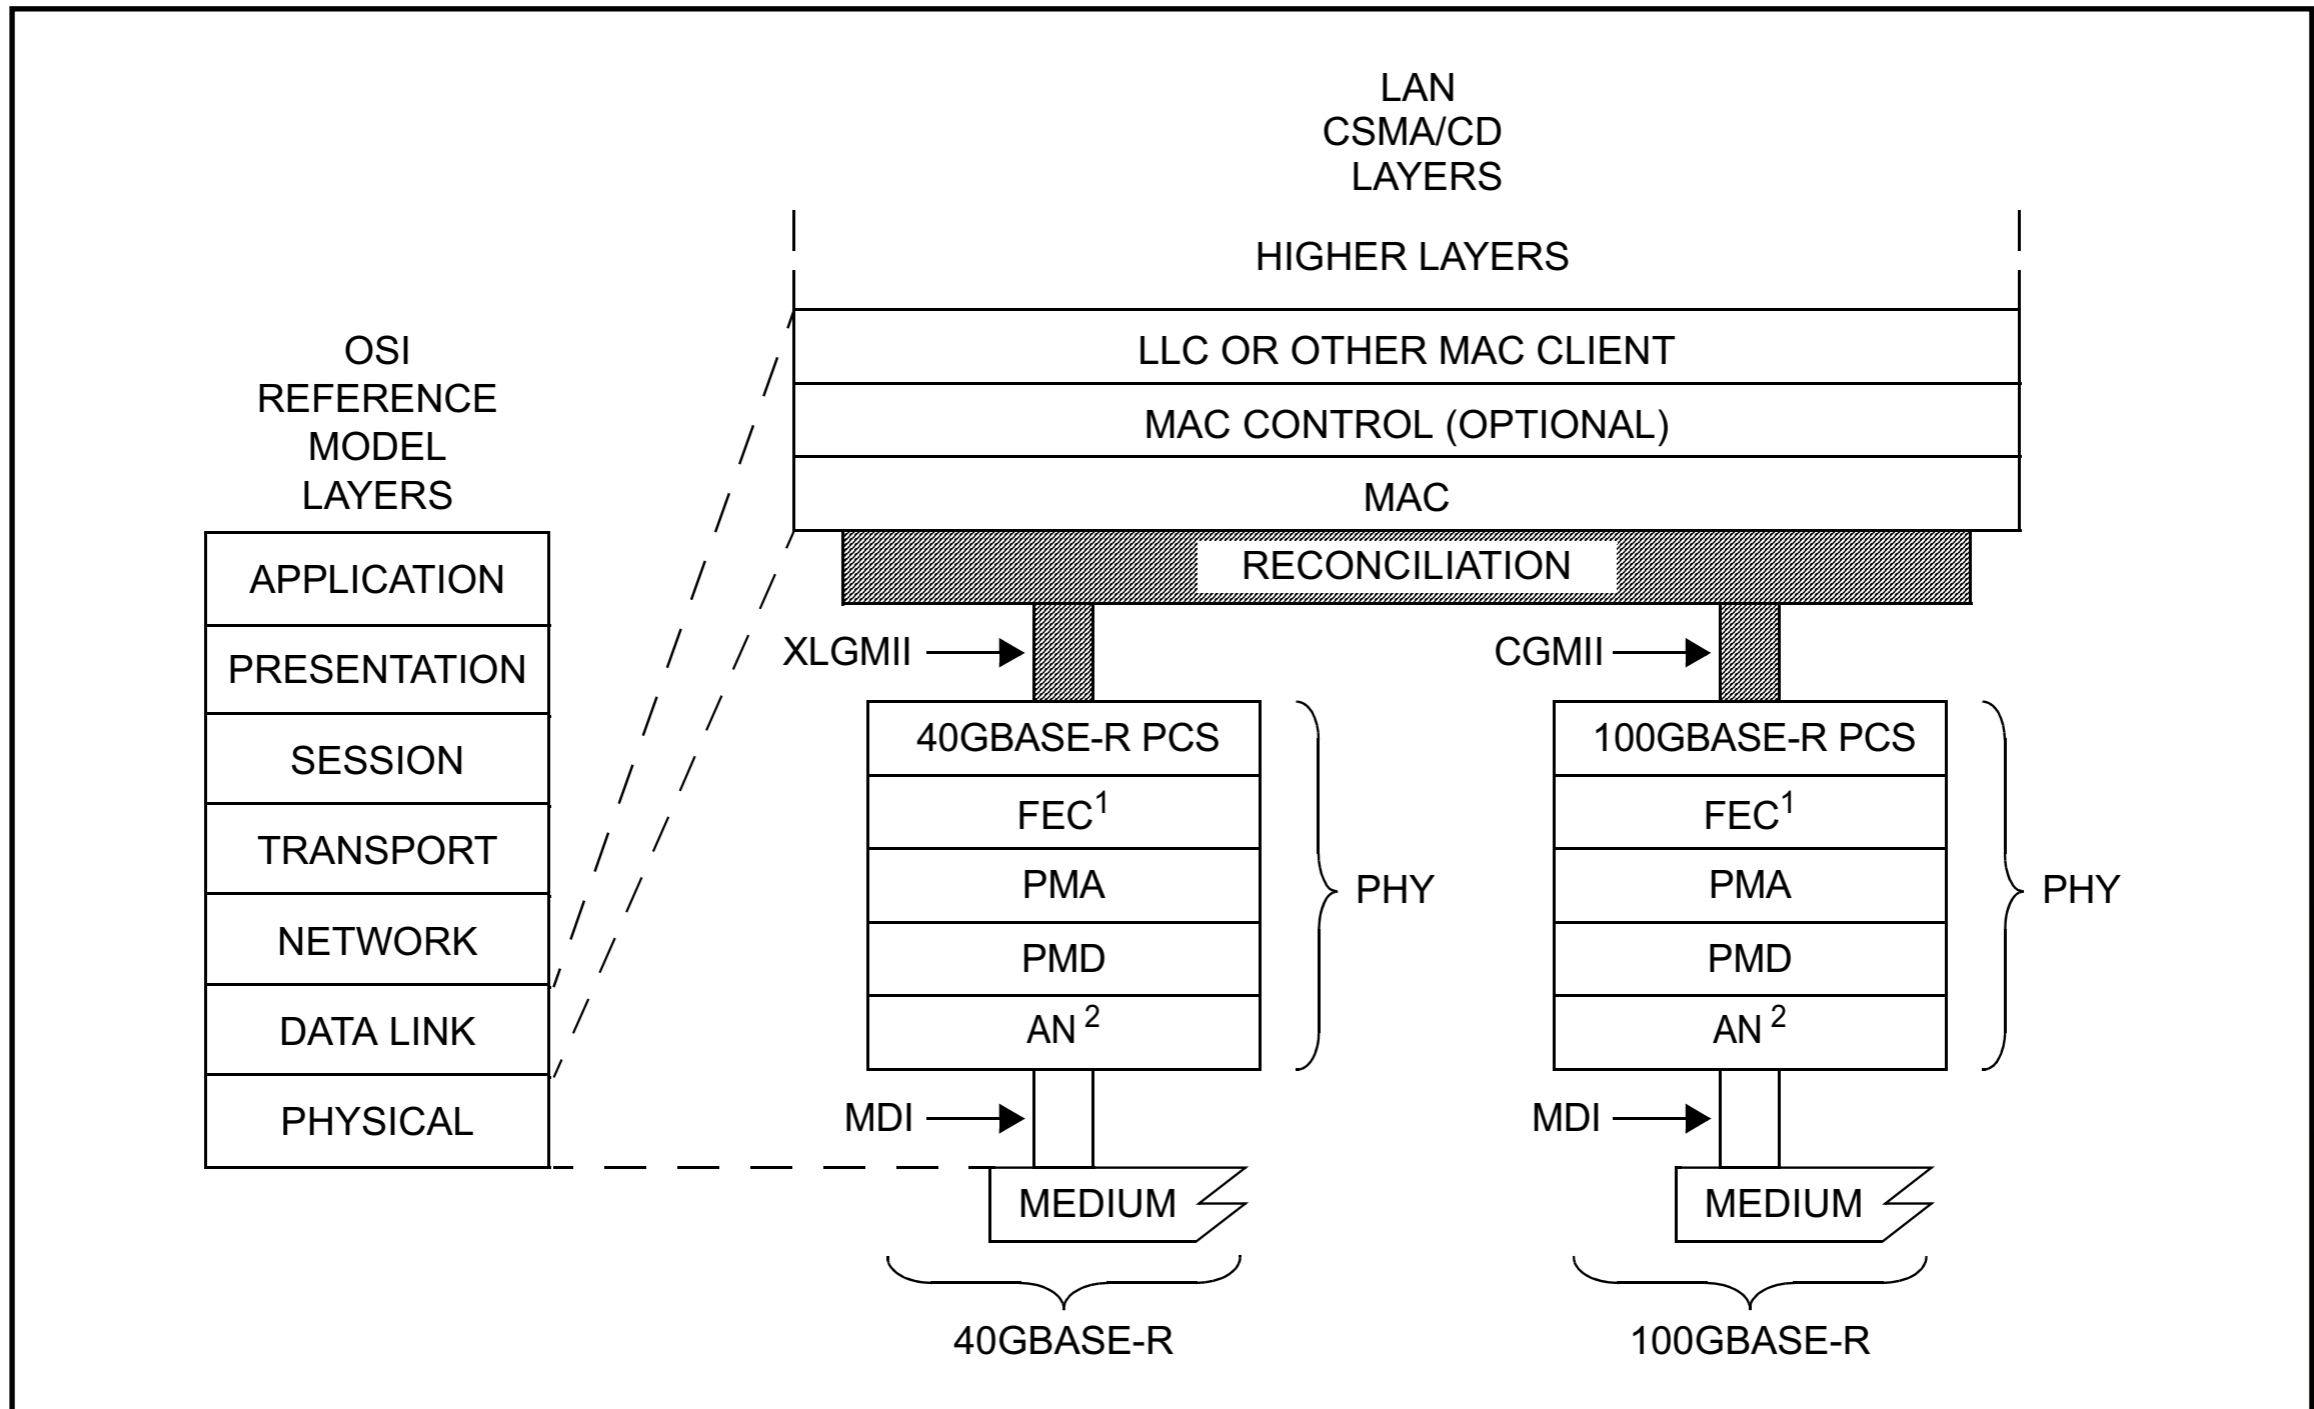 LAN
CSMA/CD
LAYERS
HIGHER LAYERS
LLC OR OTHER MAC CLIENT
MAC CONTROL (OPTIONAL)
MAC
RECONCILIATION
OSI
REFERENCE
MODEL
LAYERS
APPLICATION
PRESENTATION
SESSION
TRANSPORT
NETWORK
DATA LINK
PHYSICAL
XLGMII
40GBASE-R PCS
FEC¹
PMA
PMD
AN ²
PHY
MDI
MEDIUM
40GBASE-R
CGMII
100GBASE-R PCS
FEC¹
PMA
PMD
AN ²
PHY
MDI
MEDIUM
100GBASE-R